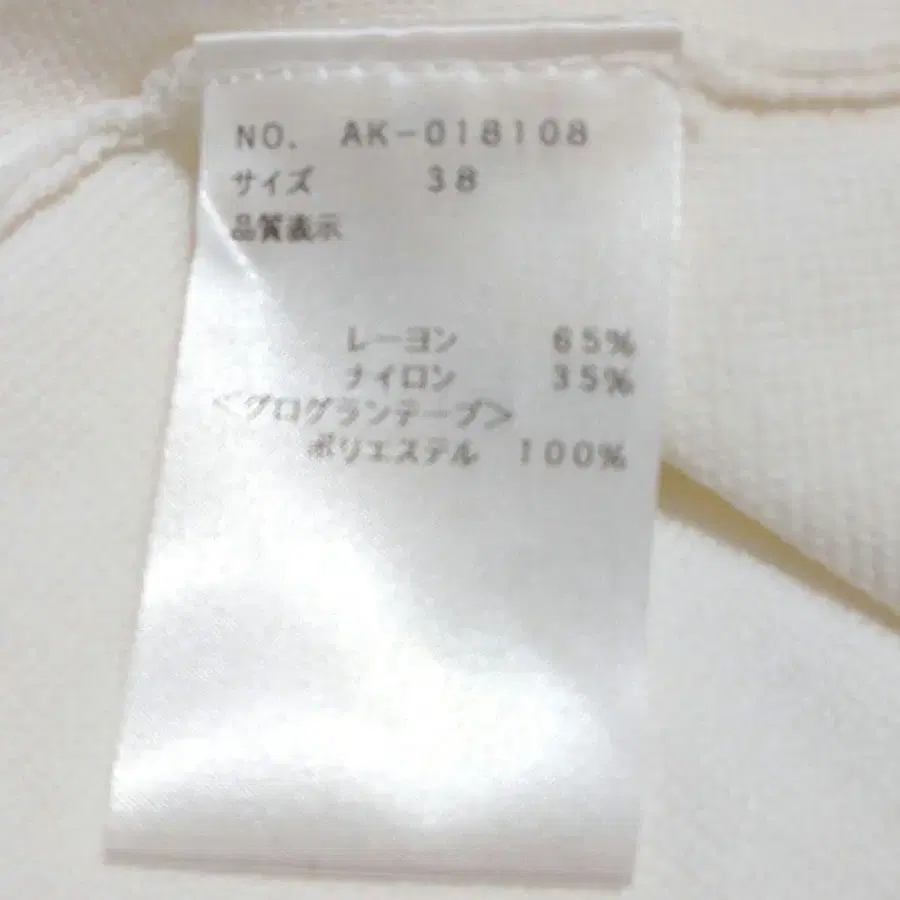 NO. AK-018108
サイズ 38
品質表示
レーヨン 65%
ナイロン 35%
<グログランテープ>
ポリエステル 100%